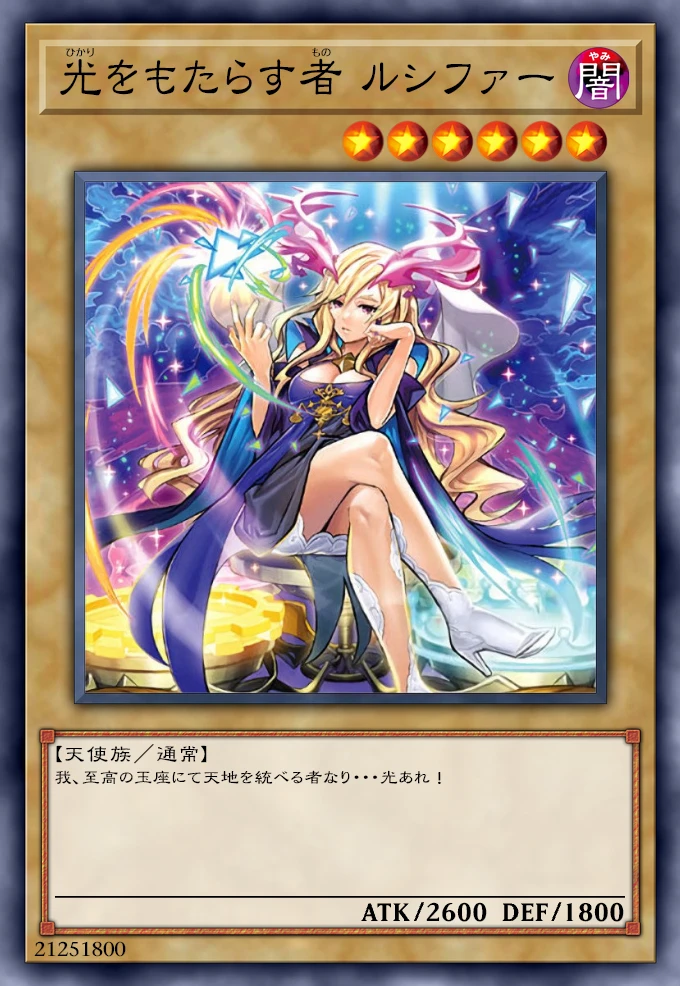 ひかり もの
光をもたらす者 ルシファー
やみ
闇
【天使族／通常】
我、至高の玉座にて天地を統べる者なり・・・光あれ！
ATK/2600 DEF/1800
21251800